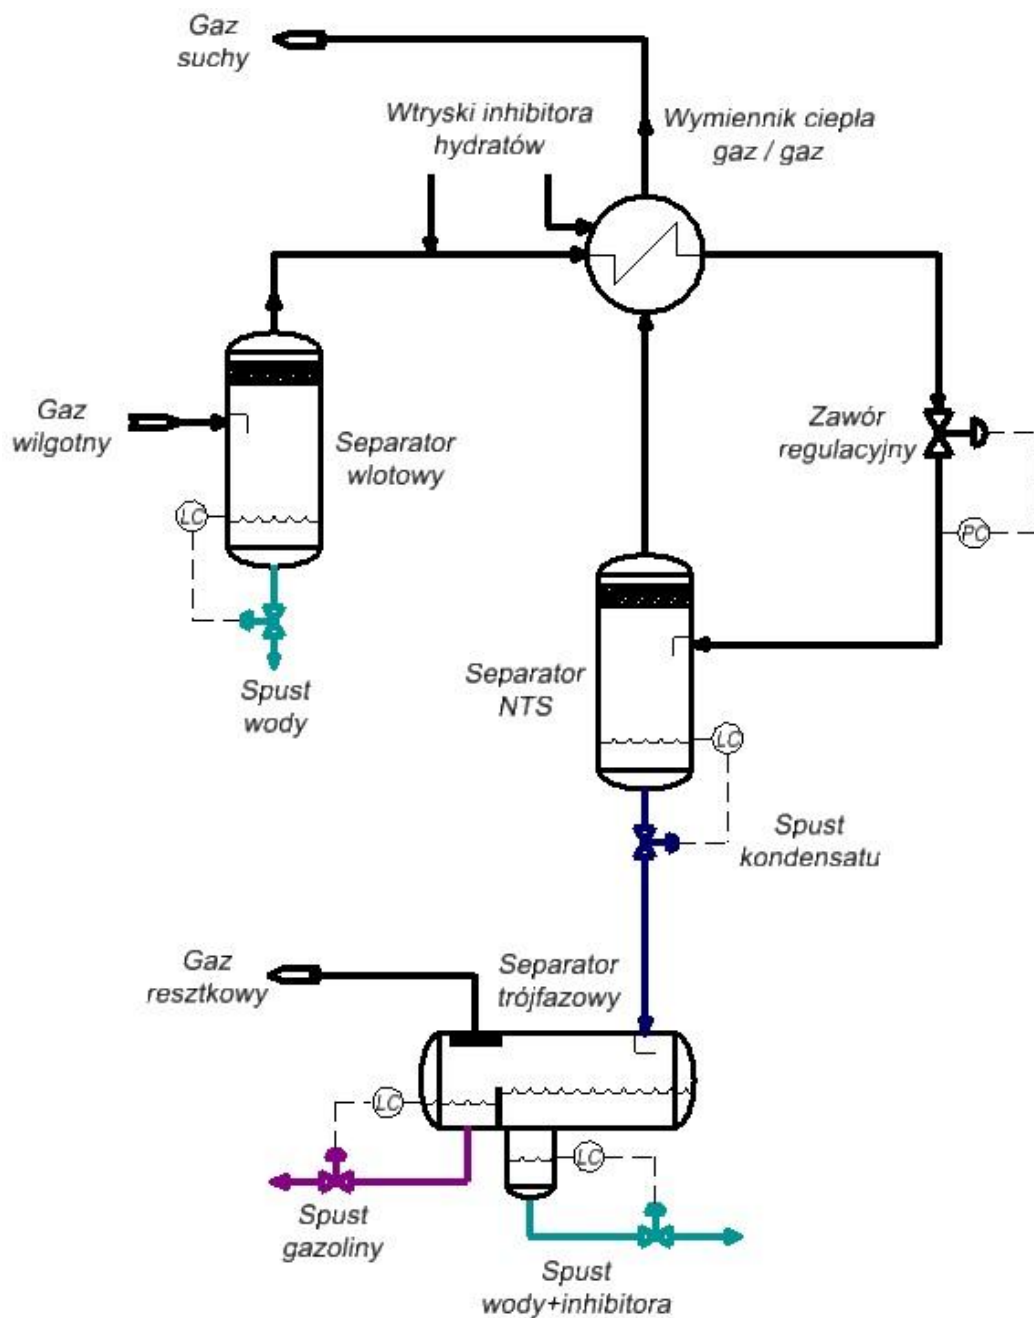 Gaz
suchy
Wtryski inhibitora
hydratów
Wymiennik ciepła
gaz / gaz
Gaz
wilgotny
Separator
wlotowy
Zawór
regulacyjny
LC
PC
Spust
wody
Separator
NTS
LC
Spust
kondensatu
Gaz
resztkowy
Separator
trójfazowy
LC
LC
Spust
gazoliny
Spust
wody+inhibitora